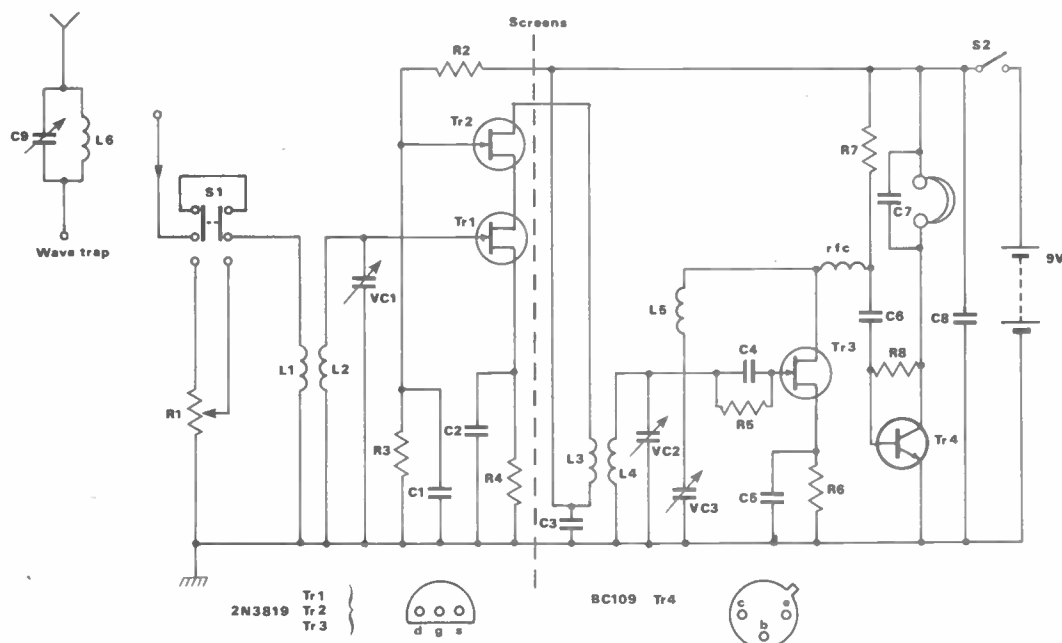 Screens
S2
R2
C9
L6
Tr2
R7
S1
C7
Tr1
Wave trap
rfc
9V
VC1
L5
C6
C8
C4
Tr3
R8
L1
L2
R1
R5
Tr4
C2
VC2
R3
L3
L4
R4
C5
R6
C1
VC3
C3
Tr1
2N3819 Tr2
Tr3
d g s
BC109 Tr4
c e
b